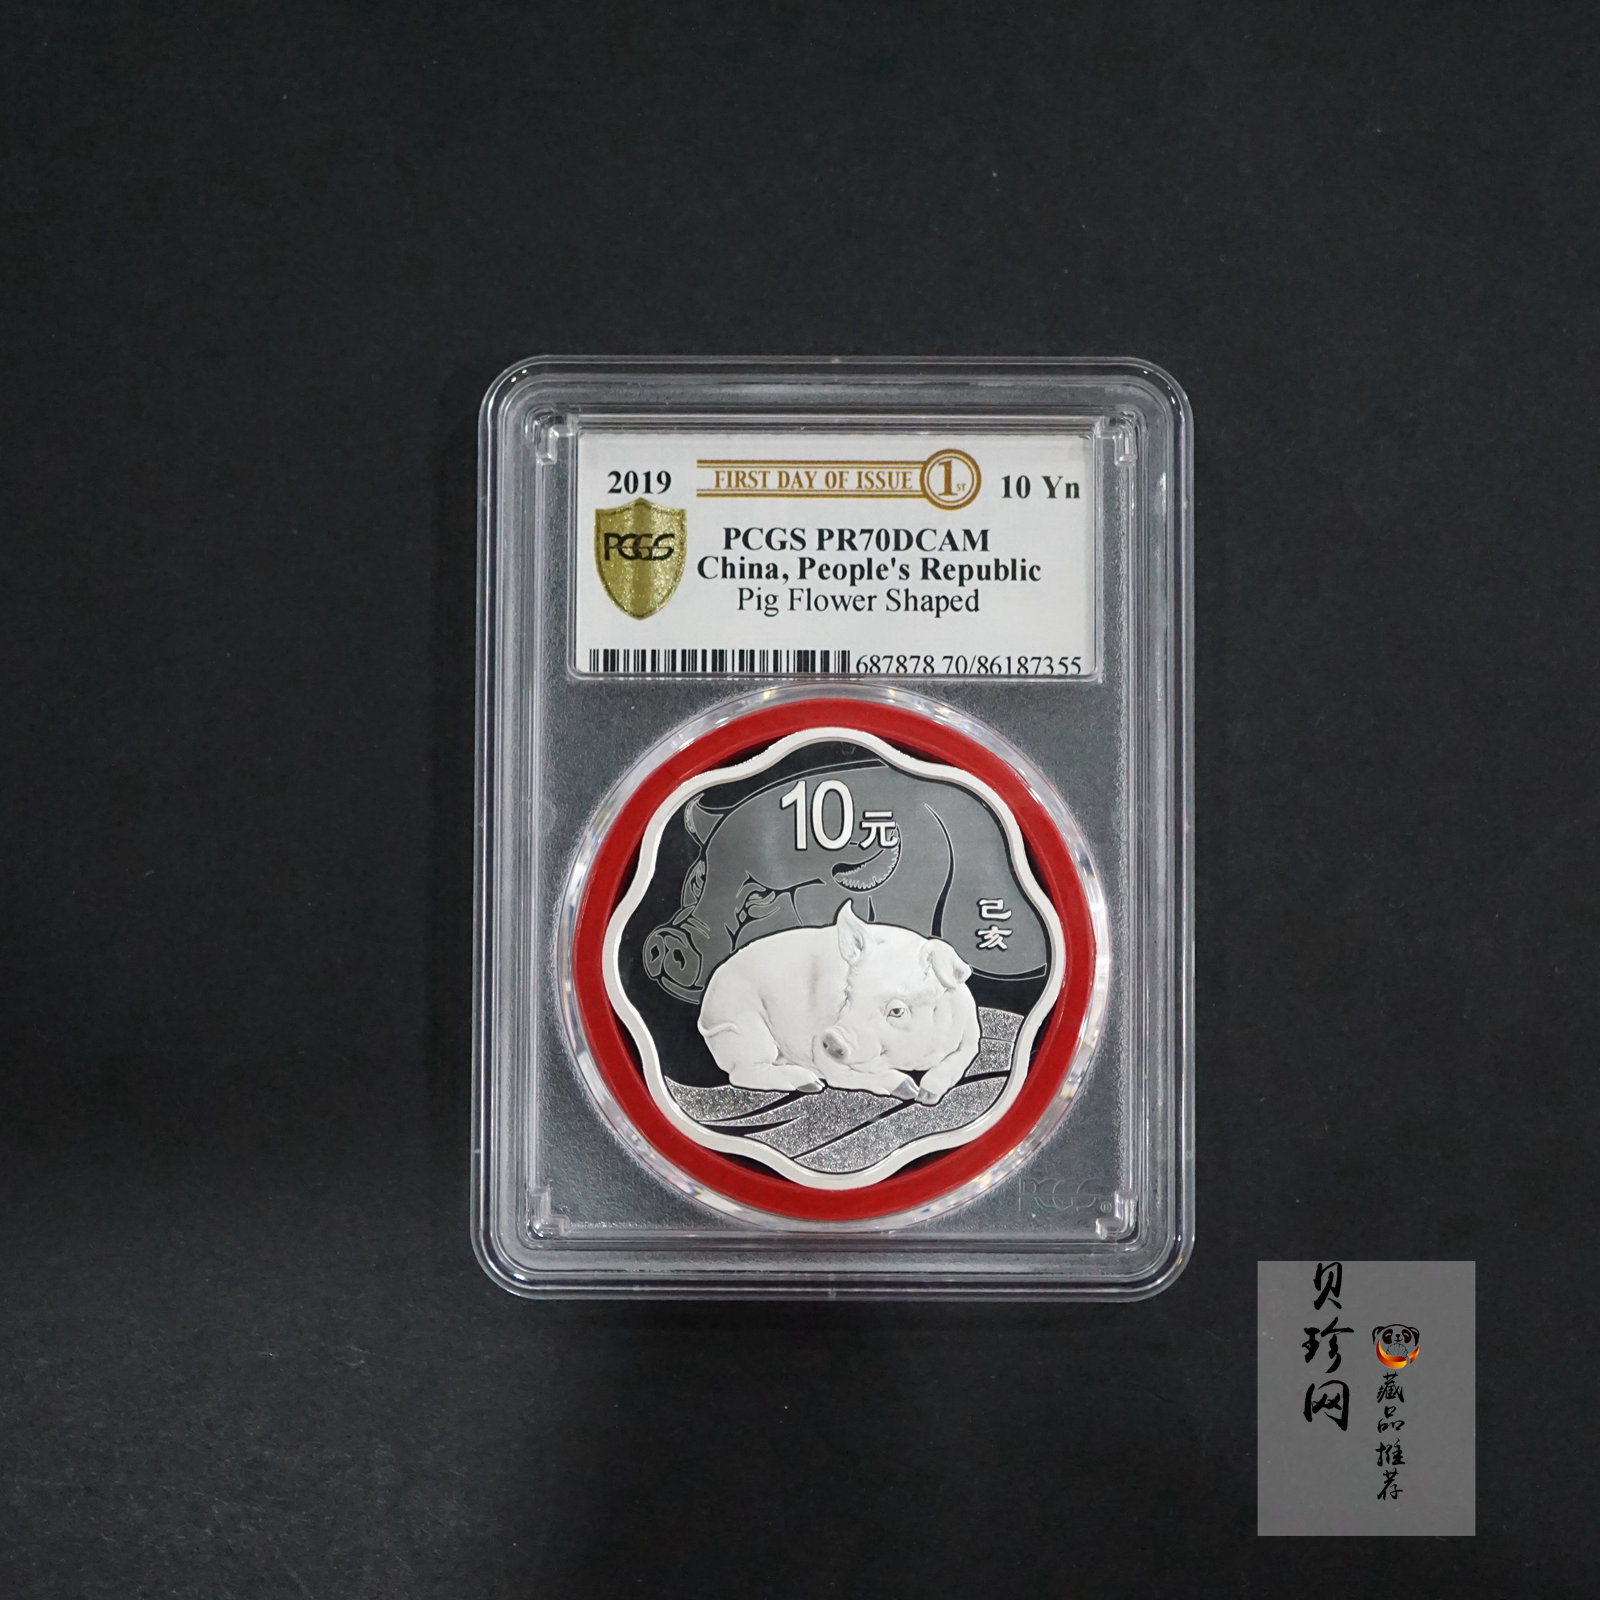 2019 FIRST DAY OF ISSUE 1ST 10 Yn
PCGS
PCGS PR70DCAM
China, People's Republic
Pig Flower Shaped
687878.70/86187355
10元
己亥
PCGS
贝珍网
藏品推荐